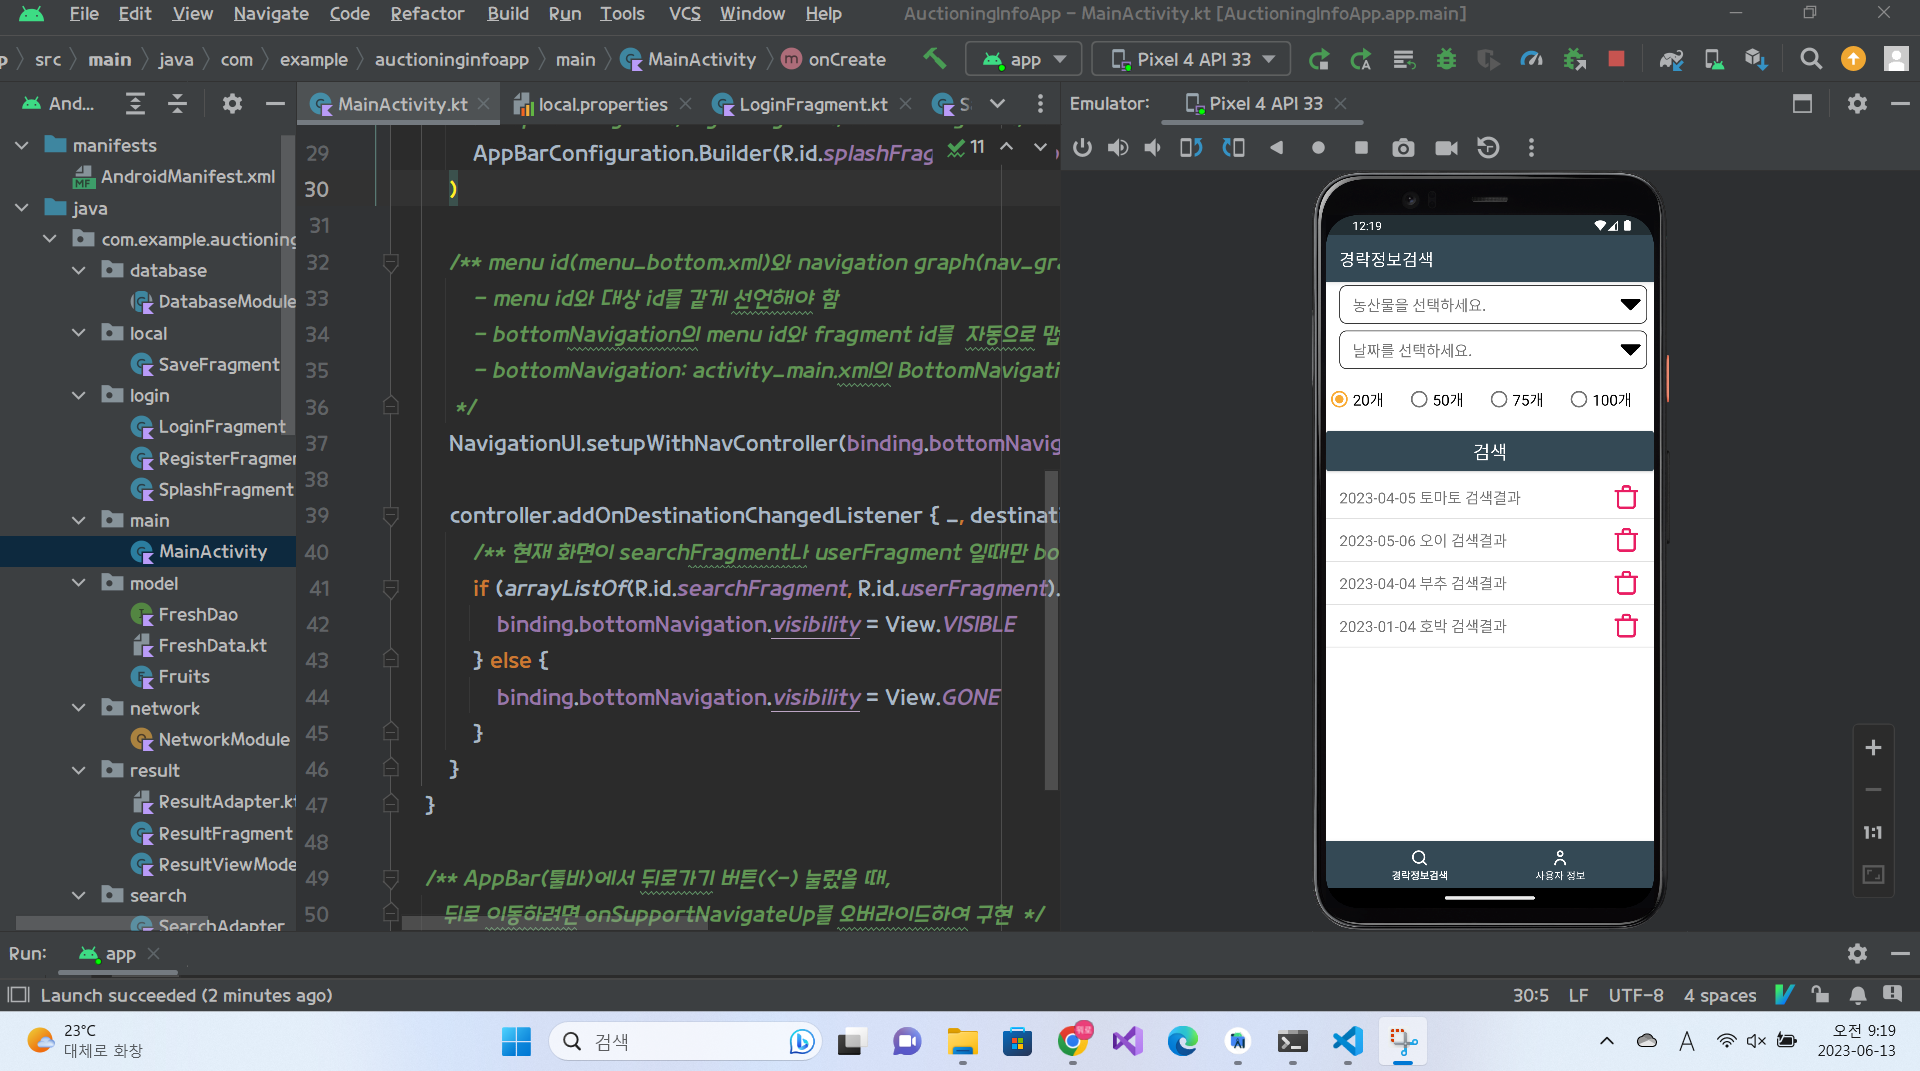 File Edit View Navigate Code Refactor Build Run Tools VCS Window Help AuctioningInfoApp – MainActivity.kt [AuctioningInfoApp.app.main]
p src main java com example auctioninginfoapp main MainActivity onCreate app Pixel 4 API 33
And... MainActivity.kt local.properties LoginFragment.kt S Emulator: Pixel 4 API 33
manifests
AndroidManifest.xml
java
com.example.auctioning
database
DatabaseModule
local
SaveFragment
login
LoginFragment
RegisterFragmen
SplashFragment
main
MainActivity
model
FreshDao
FreshData.kt
Fruits
network
NetworkModule
result
ResultAdapter.kt
ResultFragment
ResultViewMode
search
SearchAdapter
11
29 AppBarConfiguration.Builder(R.id.splashFrag
30 )
31
32 /** menu id(menu_bottom.xml)와 navigation graph(nav_gra
33 - menu id와 대상 id를 같게 선언해야 함
34 - bottomNavigation의 menu id와 fragment id를 자동으로 맵
35 - bottomNavigation: activity_main.xml의 BottomNavigati
36 */
37 NavigationUI.setupWithNavController(binding.bottomNavig
38
39 controller.addOnDestinationChangedListener { _, destinati
40 /** 현재 화면이 searchFragment나 userFragment 일때만 bo
41 if (arrayListOf(R.id.searchFragment, R.id.userFragment).
42 binding.bottomNavigation.visibility = View.VISIBLE
43 } else {
44 binding.bottomNavigation.visibility = View.GONE
45 }
46 }
47 }
48
49 /** AppBar(툴바)에서 뒤로가기 버튼(<-) 눌렀을 때,
50 뒤로 이동하려면 onSupportNavigateUp를 오버라이드하여 구현 */
12:19
경락정보검색
농산물을 선택하세요.
날짜를 선택하세요.
20개 50개 75개 100개
검색
2023-04-05 토마토 검색결과
2023-05-06 오이 검색결과
2023-04-04 부추 검색결과
2023-01-04 호박 검색결과
경락정보검색 사용자 정보
1:1
Run: app
Launch succeeded (2 minutes ago) 30:5 LF UTF-8 4 spaces
23°C
대체로 화창
검색
A
오전 9:19
2023-06-13